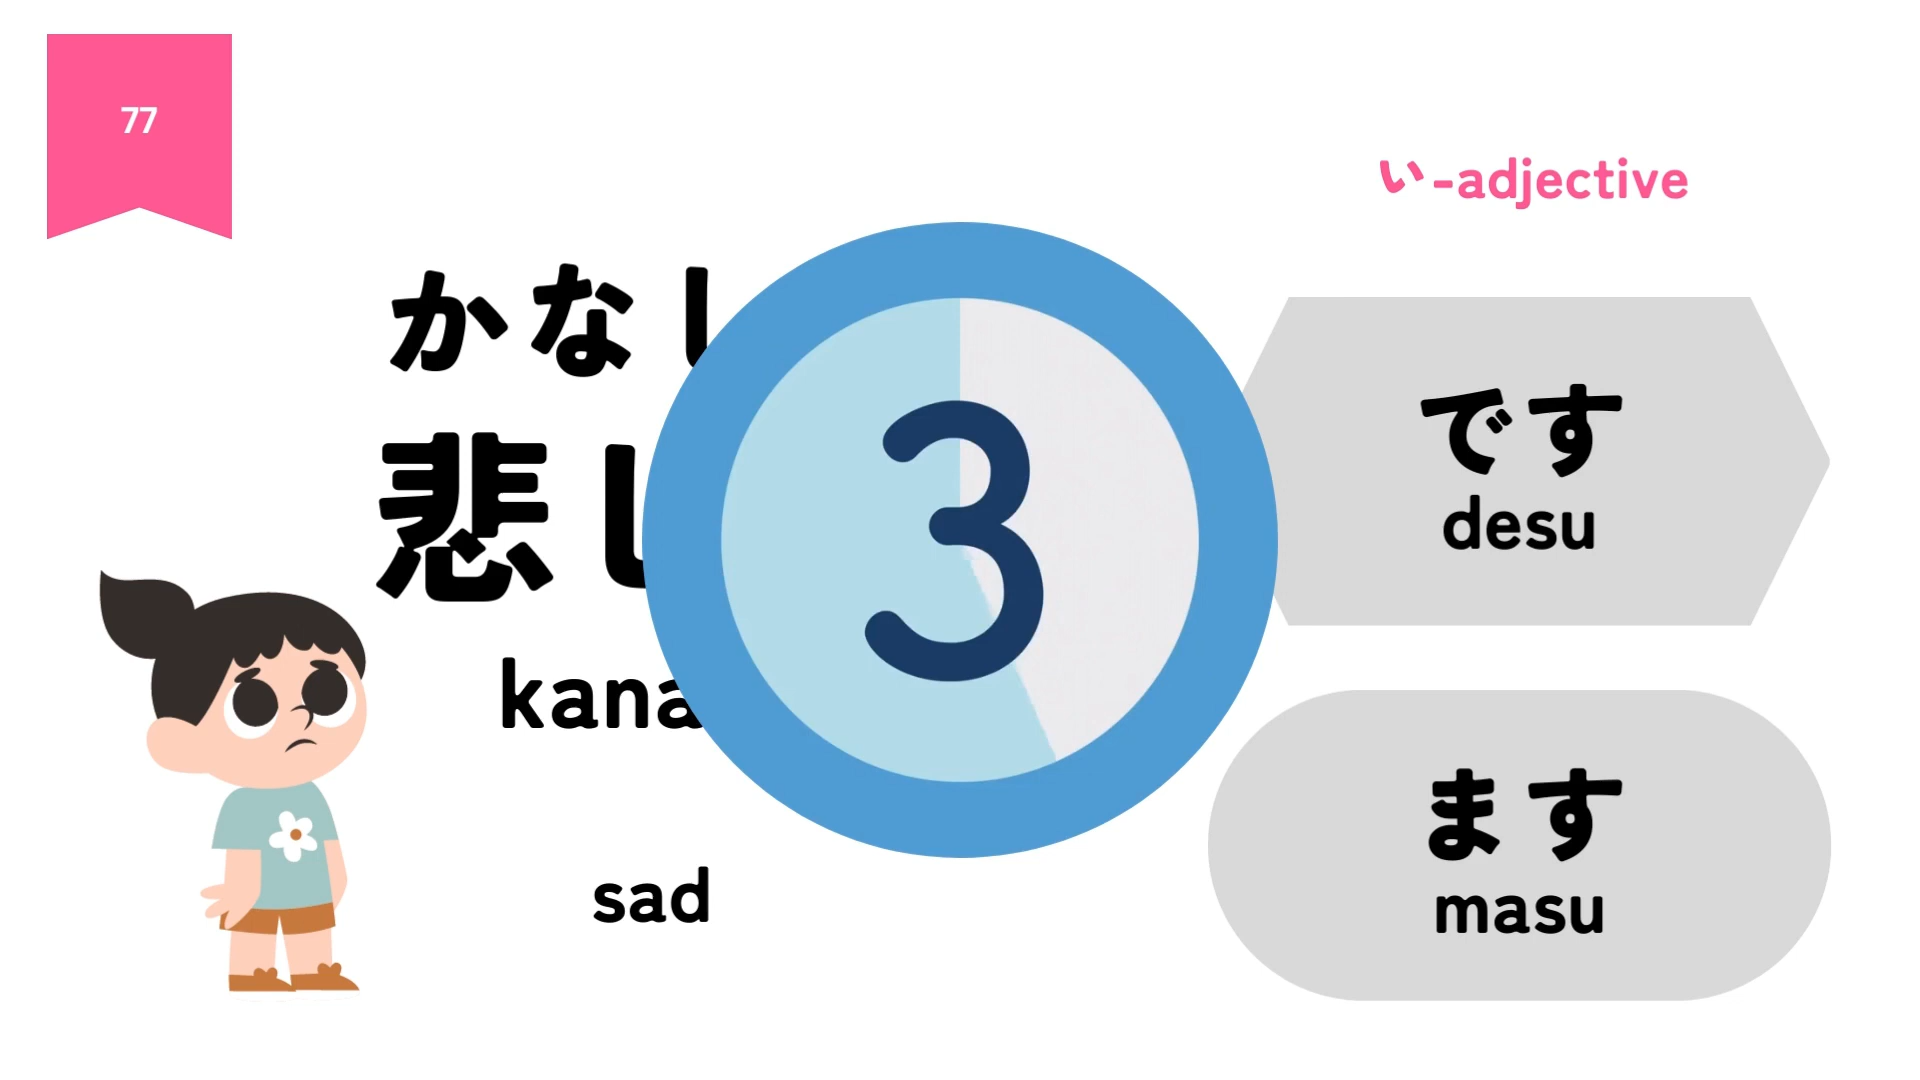 77
い-adjective
かなし
悲し
kana
sad
3
です
desu
ます
masu